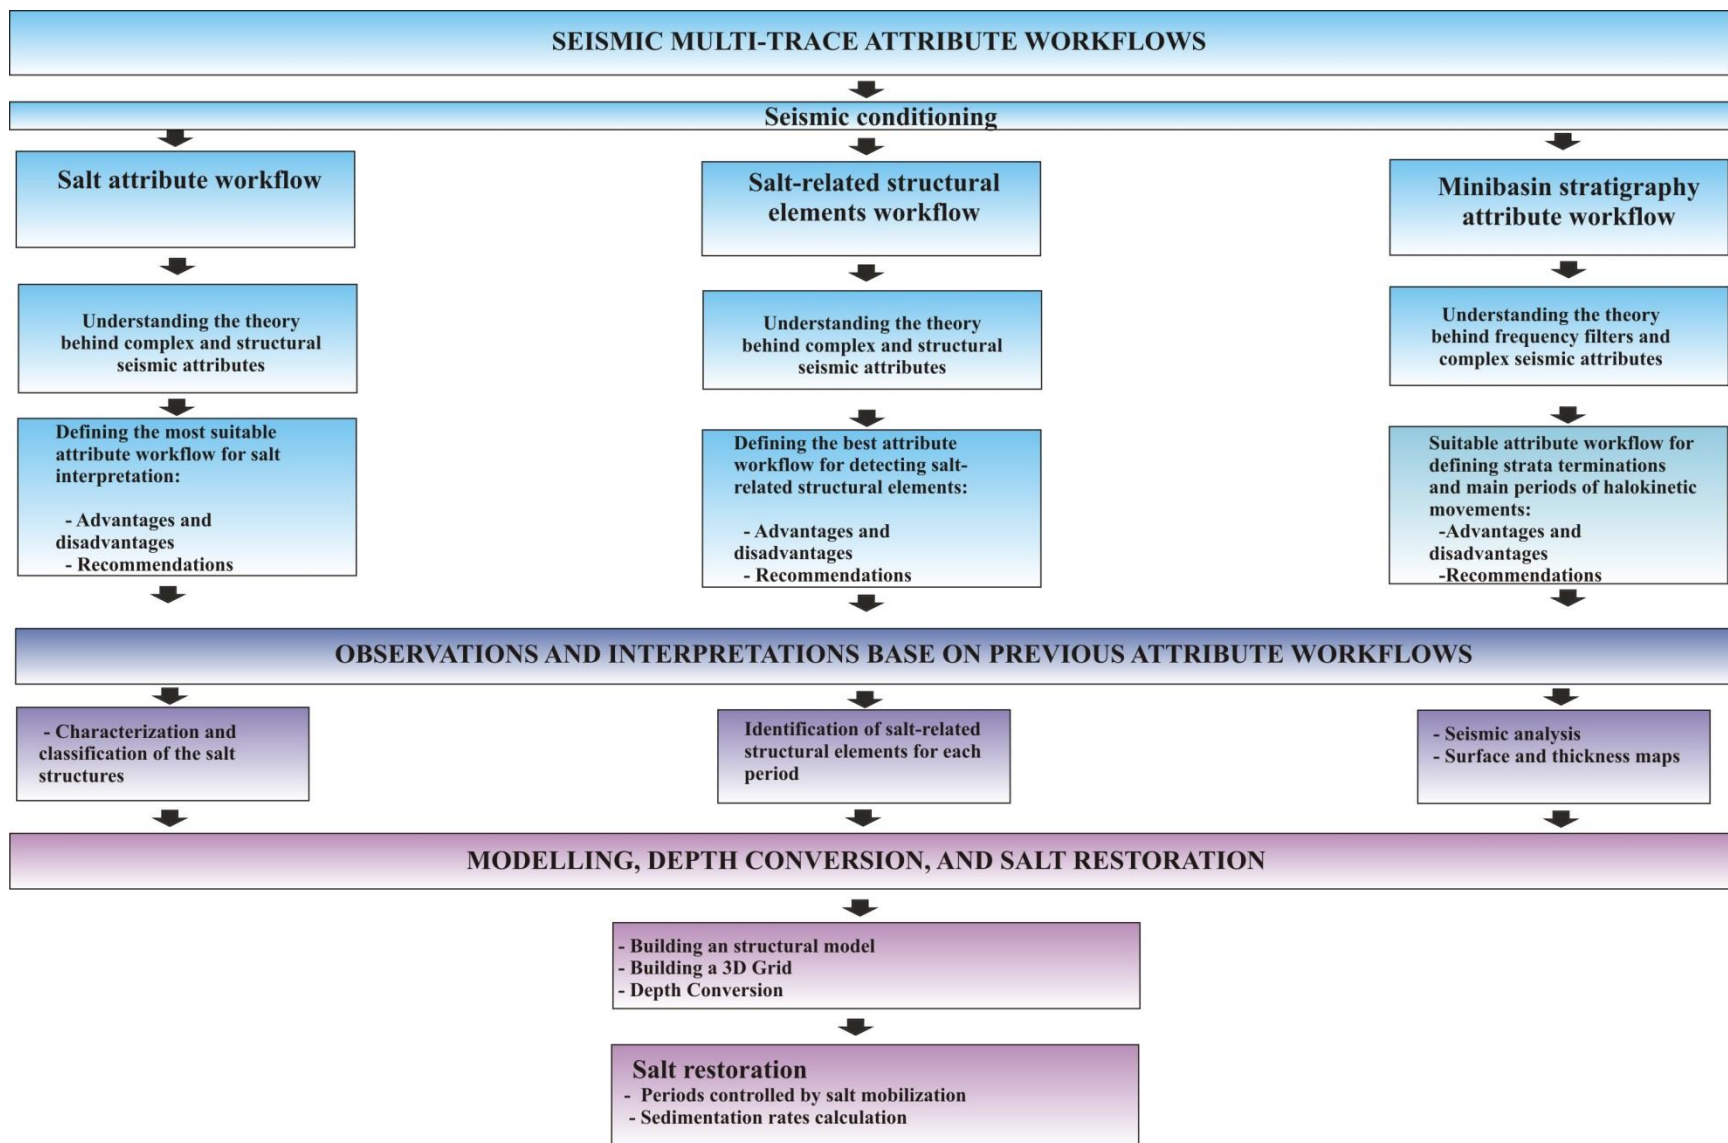 SEISMIC MULTI-TRACE ATTRIBUTE WORKFLOWS
Seismic conditioning
Salt attribute workflow
Salt-related structural
elements workflow
Minibasin stratigraphy
attribute workflow
Understanding the theory
behind complex and structural
seismic attributes
Understanding the theory
behind complex and structural
seismic attributes
Understanding the theory
behind frequency filters and
complex seismic attributes
Defining the most suitable
attribute workflow for salt
interpretation:
- Advantages and
disadvantages
- Recommendations
Defining the best attribute
workflow for detecting salt-
related structural elements:
- Advantages and
disadvantages
- Recommendations
Suitable attribute workflow for
defining strata terminations
and main periods of halokinetic
movements:
-Advantages and
disadvantages
-Recommendations
OBSERVATIONS AND INTERPRETATIONS BASE ON PREVIOUS ATTRIBUTE WORKFLOWS
- Characterization and
classification of the salt
structures
Identification of salt-related
structural elements for each
period
- Seismic analysis
- Surface and thickness maps
MODELLING, DEPTH CONVERSION, AND SALT RESTORATION
- Building an structural model
- Building a 3D Grid
- Depth Conversion
Salt restoration
- Periods controlled by salt mobilization
- Sedimentation rates calculation